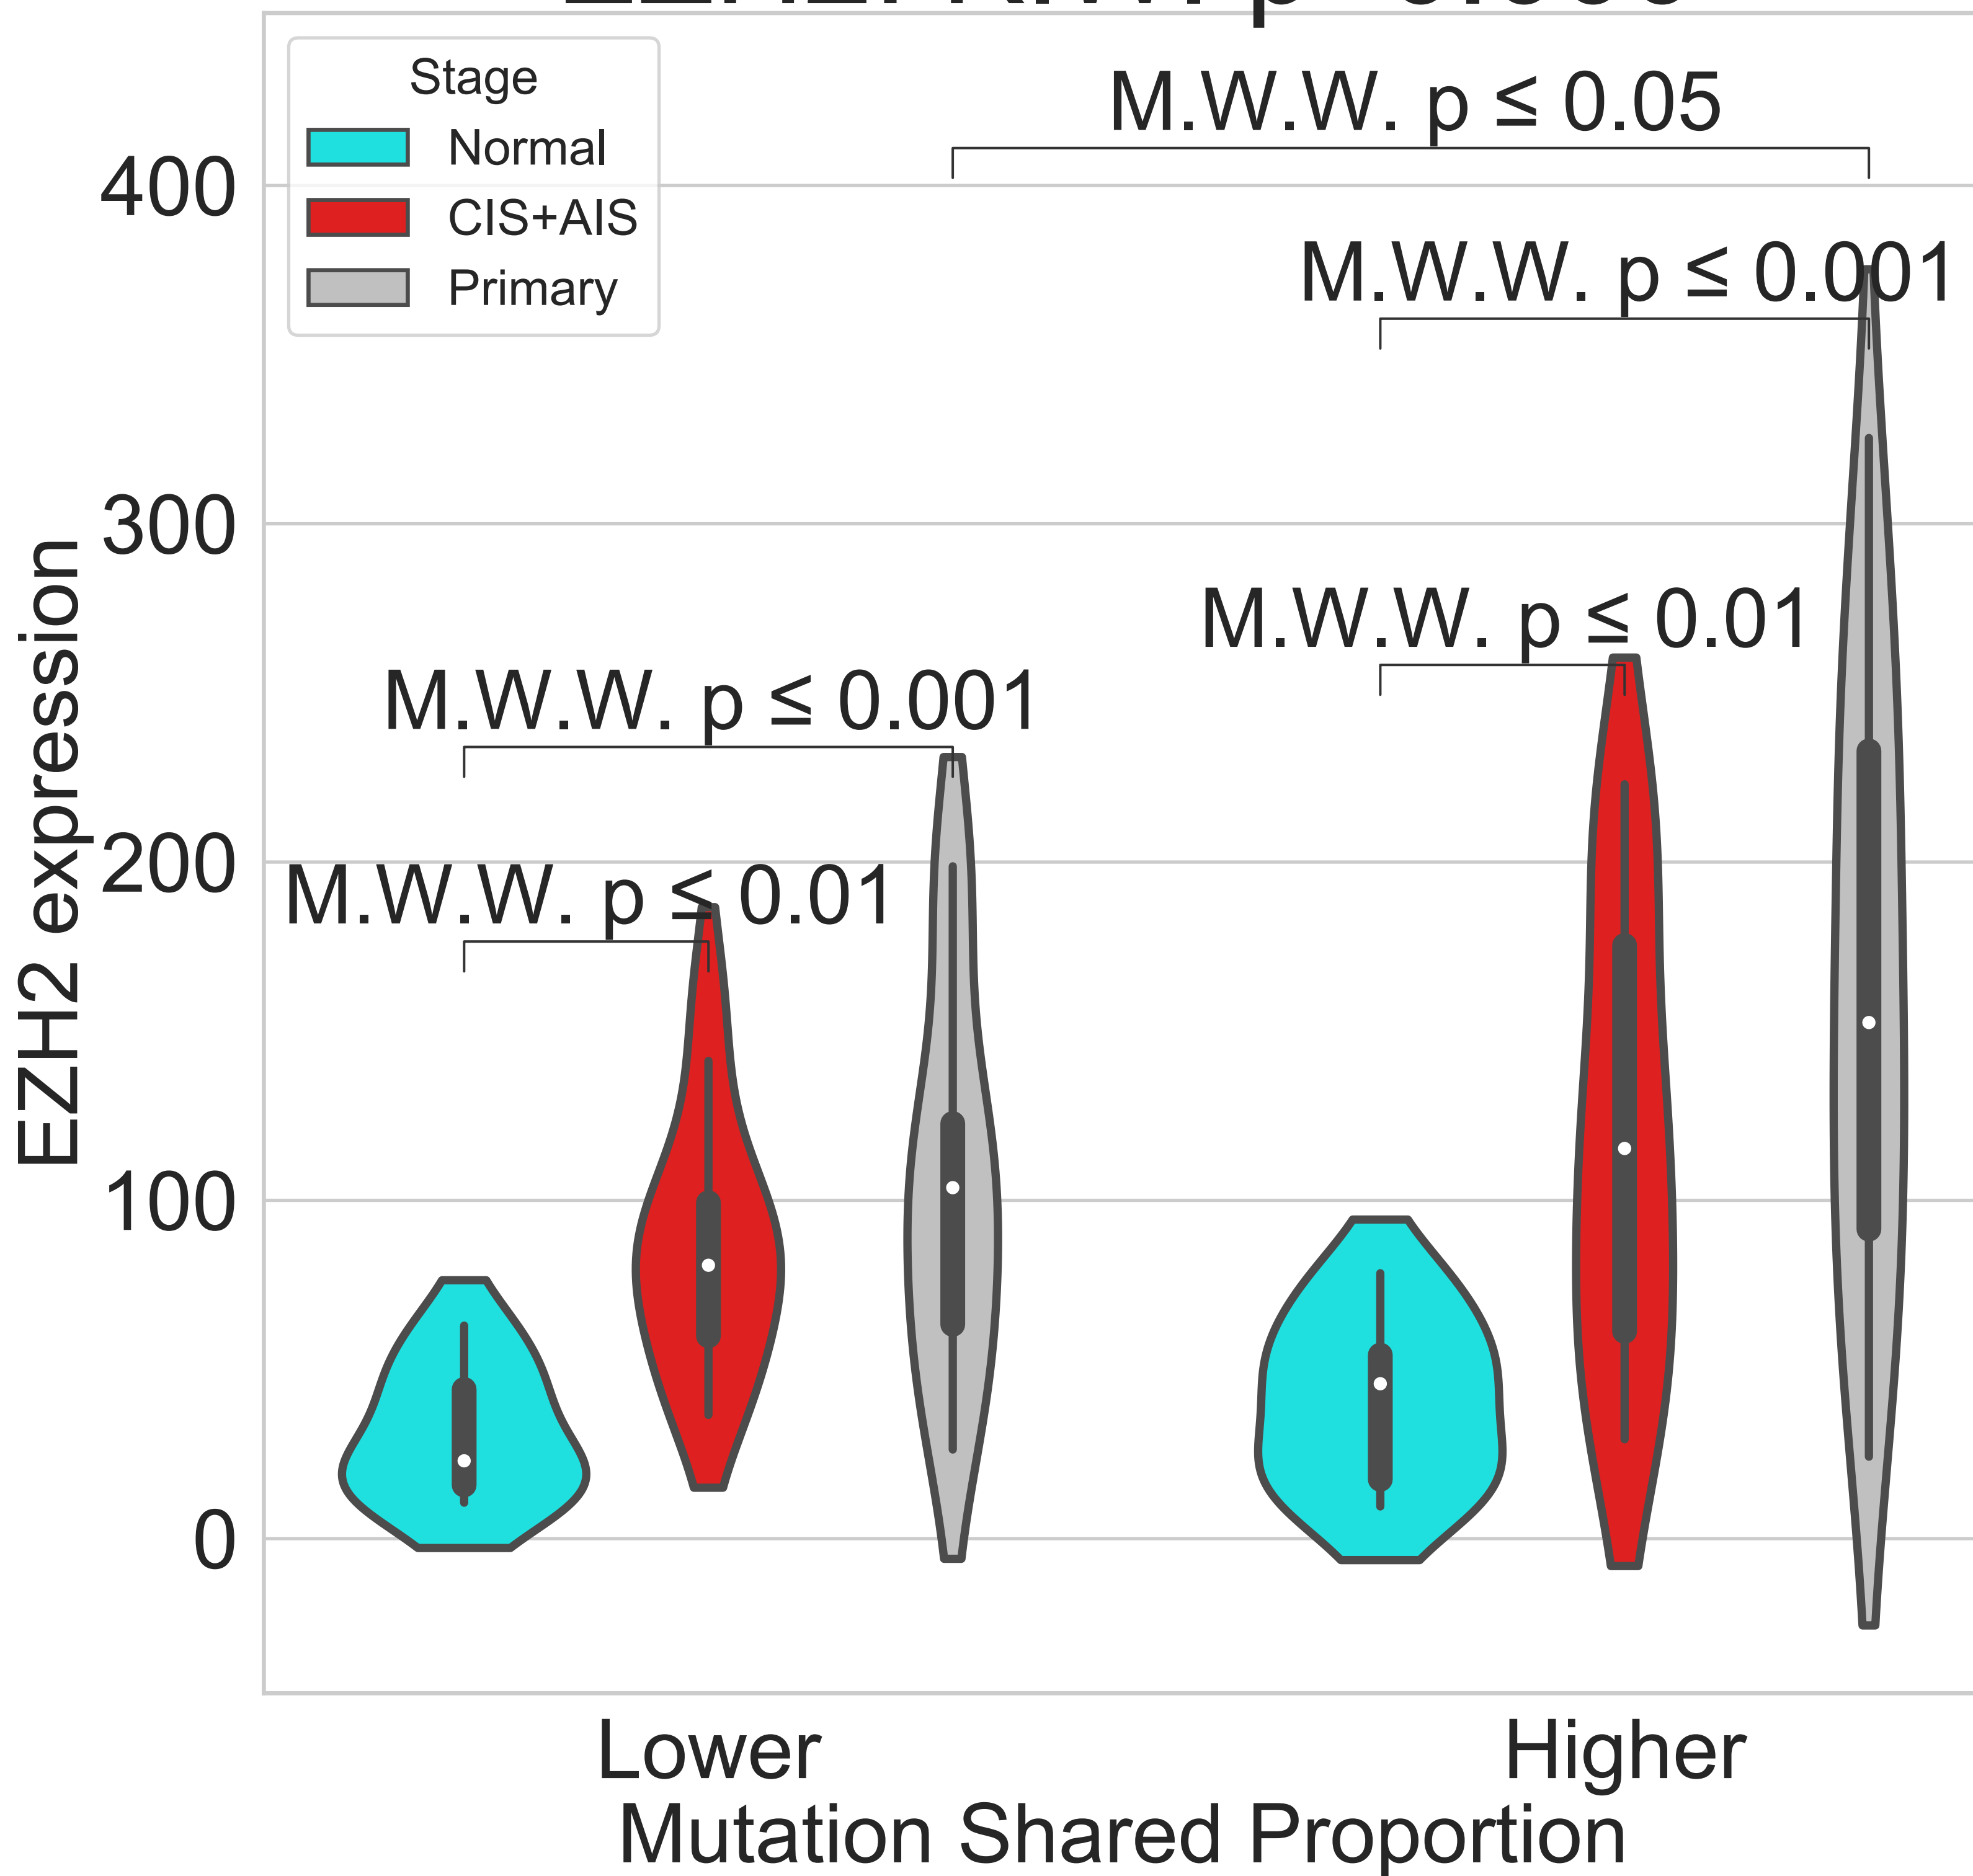 Stage
Normal
CIS+AIS
Primary
M.W.W. p ≤ 0.05
M.W.W. p ≤ 0.001
M.W.W. p ≤ 0.01
M.W.W. p ≤ 0.001
M.W.W. p ≤ 0.01
400
300
200
100
0
EZH2 expression
Lower
Higher
Mutation Shared Proportion